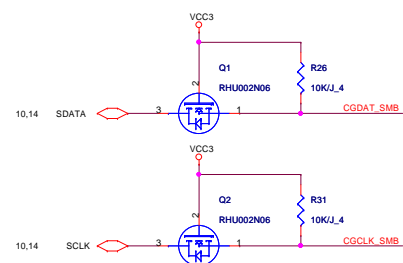 VCC3
2
Q1
RHU002N06
R26
10K/J_4
10,14 SDATA 3 1 CGDAT_SMB
VCC3
2
Q2
RHU002N06
R31
10K/J_4
10,14 SCLK 3 1 CGCLK_SMB